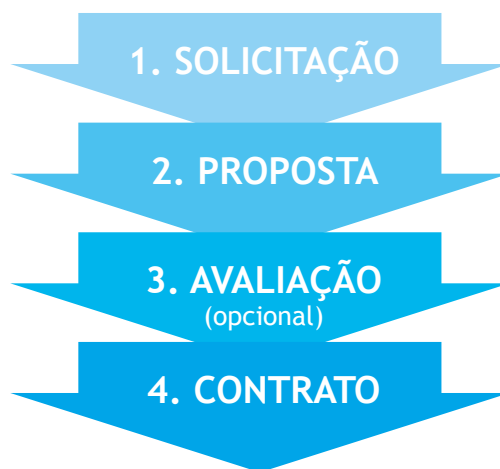 1. SOLICITAÇÃO
2. PROPOSTA
3. AVALIAÇÃO
(opcional)
4. CONTRATO